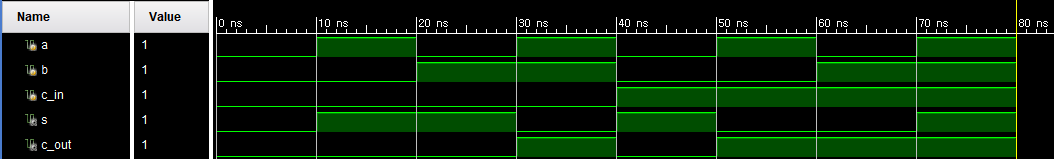 Name Value 0 ns 10 ns 20 ns 30 ns 40 ns 50 ns 60 ns 70 ns 80 ns
a 1
b 1
c_in 1
s 1
c_out 1